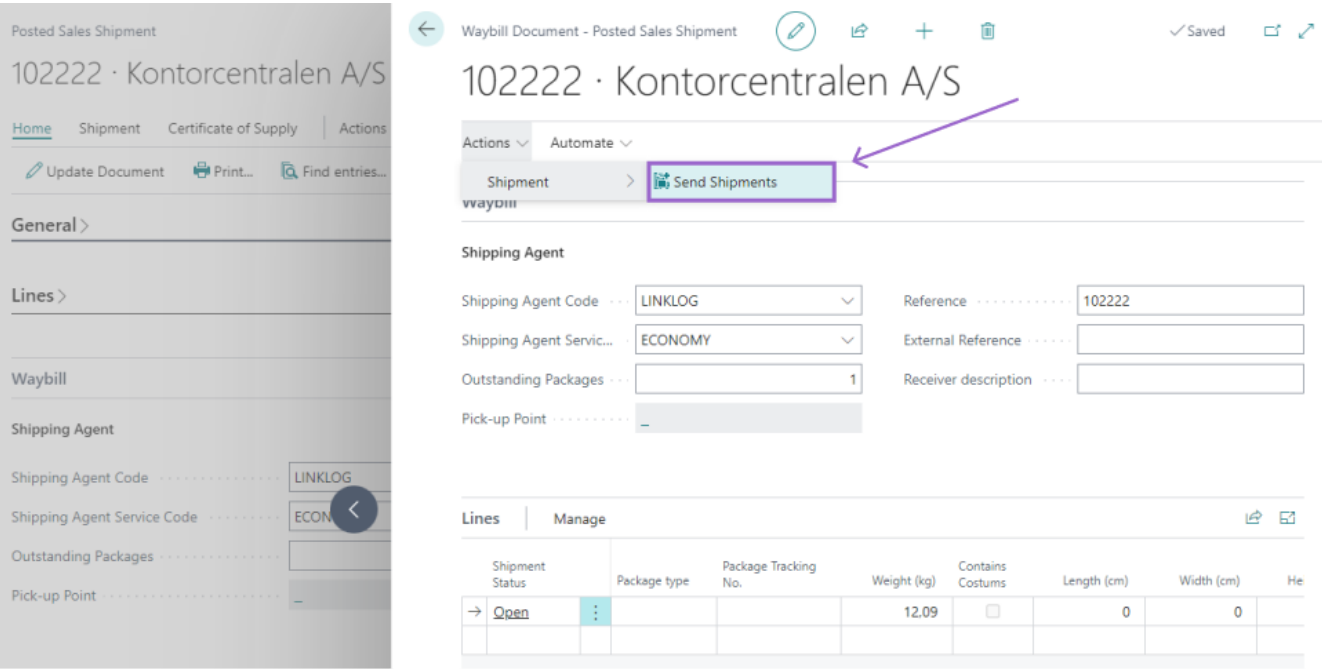 Posted Sales Shipment
102222 · Kontorcentralen A/S
Home Shipment Certificate of Supply Actions
Update Document Print... Find entries...
General
Lines
Waybill
Shipping Agent
Shipping Agent Code LINKLOG
Shipping Agent Service Code ECON
Outstanding Packages
Pick-up Point _
Waybill Document - Posted Sales Shipment
Saved
102222 · Kontorcentralen A/S
Actions Automate
Shipment Send Shipments
Waybill
Shipping Agent
Shipping Agent Code LINKLOG Reference 102222
Shipping Agent Servic... ECONOMY External Reference
Outstanding Packages 1 Receiver description
Pick-up Point _
Lines Manage
Shipment Status Package type Package Tracking No. Weight (kg) Contains Costums Length (cm) Width (cm) He
Open 12,09 0 0